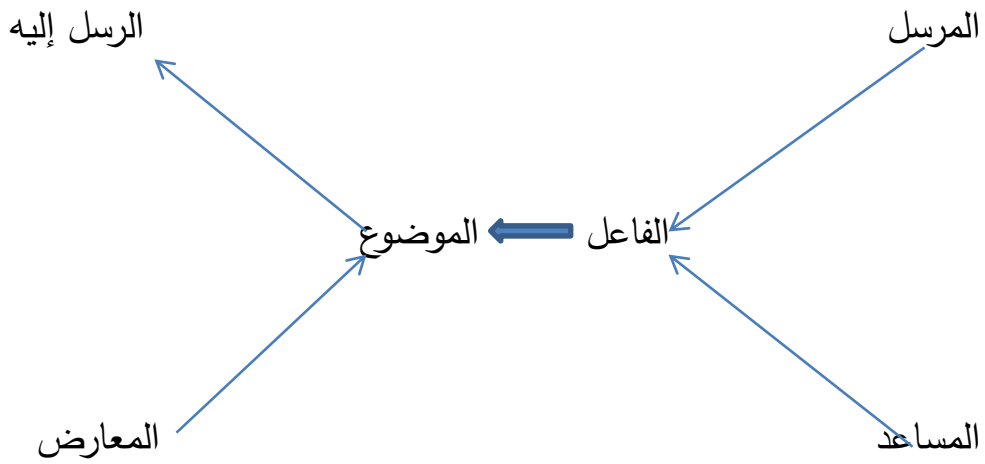 المرسل الرسل إليه
الفاعل الموضوع
المساعد المعارض